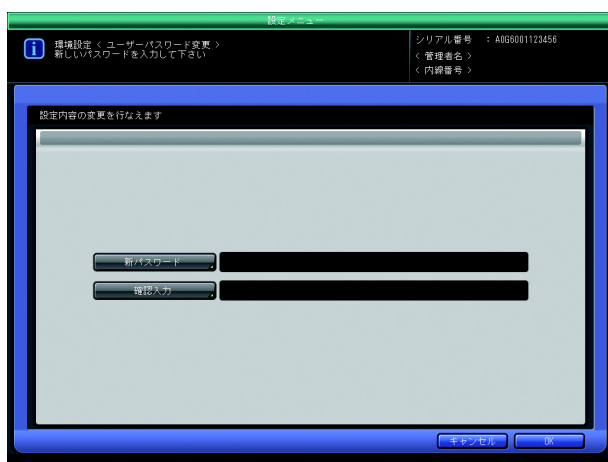 設定メニュー
環境設定 < ユーザーパスワード変更 >
新しいパスワードを入力して下さい
シリアル番号 : A0G6001123456
< 管理者名 >
< 内線番号 >
設定内容の変更を行なえます
新パスワード
確認入力
キャンセル
OK